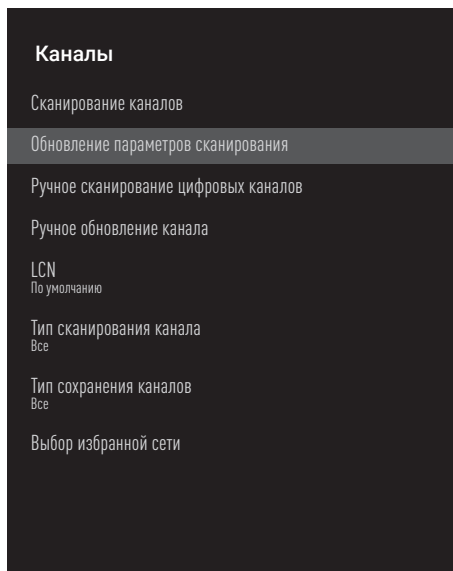 Каналы
Сканирование каналов
Обновление параметров сканирования
Ручное сканирование цифровых каналов
Ручное обновление канала
LCN
По умолчанию
Тип сканирования канала
Все
Тип сохранения каналов
Все
Выбор избранной сети